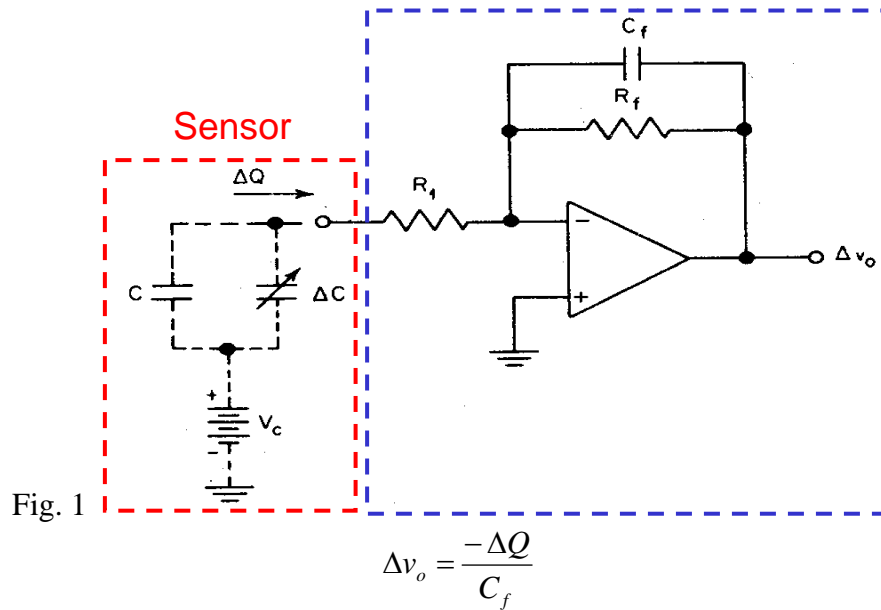 C_f
R_f
Sensor
ΔQ
R_1
−
+
Δv_o
C
ΔC
+
V_c
−
Fig. 1
Δv_o = −ΔQ / C_f